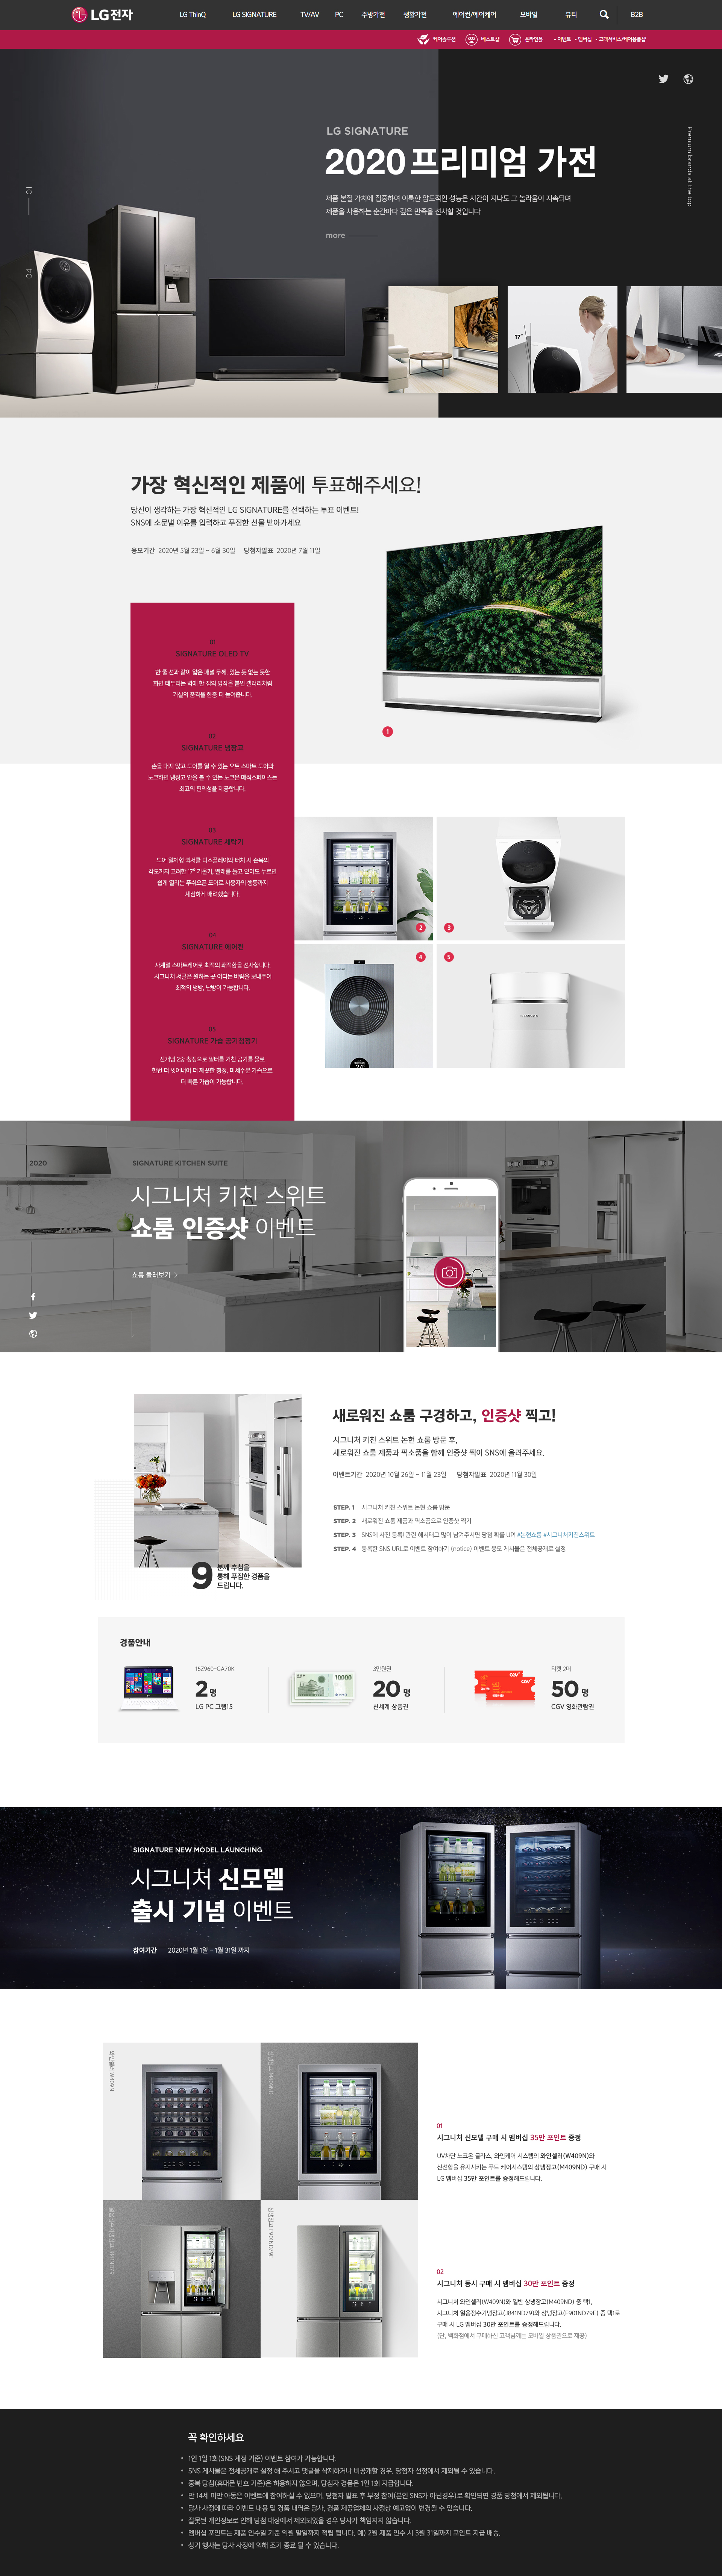 LG전자
LG ThinQ
LG SIGNATURE
TV/AV
PC
주방가전
생활가전
에어컨/에어케어
모바일
뷰티
B2B
케어솔루션
베스트샵
온라인몰
• 이벤트 • 멤버십 • 고객서비스/케어용품샵
LG SIGNATURE
2020 프리미엄 가전
제품 본질 가치에 집중하여 이룩한 압도적인 성능은 시간이 지나도 그 놀라움이 지속되며
제품을 사용하는 순간마다 깊은 만족을 선사할 것입니다
more
Premium brands at the top
01
04
17˚
가장 혁신적인 제품에 투표해주세요!
당신이 생각하는 가장 혁신적인 LG SIGNATURE를 선택하는 투표 이벤트!
SNS에 소문낼 이유를 입력하고 푸짐한 선물 받아가세요
응모기간 2020년 5월 23일 ~ 6월 30일 당첨자발표 2020년 7월 11일
01
SIGNATURE OLED TV
한 줄 선과 같이 얇은 패널 두께, 있는 듯 없는 듯한
화면 테두리는 벽에 한 점의 명작을 붙인 갤러리처럼
거실의 품격을 한층 더 높여줍니다.
1
02
SIGNATURE 냉장고
손을 대지 않고 도어를 열 수 있는 오토 스마트 도어와
노크하면 냉장고 안을 볼 수 있는 노크온 매직스페이스는
최고의 편의성을 제공합니다.
03
SIGNATURE 세탁기
도어 일체형 퀵서클 디스플레이와 터치 시 손목의
각도까지 고려한 17° 기울기, 빨래를 들고 있어도 누르면
쉽게 열리는 푸쉬오픈 도어로 사용자의 행동까지
세심하게 배려했습니다.
2
3
04
SIGNATURE 에어컨
사계절 스마트케어로 최적의 쾌적함을 선사합니다.
시그니처 서클은 원하는 곳 어디든 바람을 보내주어
최적의 냉방, 난방이 가능합니다.
4
5
05
SIGNATURE 가습 공기청정기
신개념 2중 청정으로 필터를 거친 공기를 물로
한번 더 씻어내어 더 깨끗한 청정, 미세수분 가습으로
더 빠른 가습이 가능합니다.
2020
SIGNATURE KITCHEN SUITE
시그니처 키친 스위트
쇼룸 인증샷 이벤트
쇼룸 둘러보기 >
새로워진 쇼룸 구경하고, 인증샷 찍고!
시그니처 키친 스위트 논현 쇼룸 방문 후,
새로워진 쇼룸 제품과 픽소품을 함께 인증샷 찍어 SNS에 올려주세요.
이벤트기간 2020년 10월 26일 ~ 11월 23일 당첨자발표 2020년 11월 30일
STEP. 1 시그니처 키친 스위트 논현 쇼룸 방문
STEP. 2 새로워진 쇼룸 제품과 픽소품으로 인증샷 찍기
STEP. 3 SNS에 사진 등록! 관련 해시태그 많이 남겨주시면 당첨 확률 UP! #논현쇼룸 #시그니처키친스위트
STEP. 4 등록한 SNS URL로 이벤트 참여하기 (notice) 이벤트 응모 게시물은 전체공개로 설정
9 분께 추첨을
통해 푸짐한 경품을
드립니다.
경품안내
15Z960-GA70K
2 명
LG PC 그램15
10000
3만원권
20 명
신세계 상품권
CGV
CGV
티켓 2매
50 명
CGV 영화관람권
SIGNATURE NEW MODEL LAUNCHING
시그니처 신모델
출시 기념 이벤트
참여기간 2020년 1월 1일 ~ 1월 31일 까지
와인셀러 W409N
상냉장고 M409ND
얼음정수기냉장고 J841ND79
상냉장고 F901ND79E
01
시그니처 신모델 구매 시 멤버십 35만 포인트 증정
UV차단 노크온 글라스, 와인케어 시스템의 와인셀러(W409N)와
신선함을 유지시키는 푸드 케어시스템의 상냉장고(M409ND) 구매 시
LG 멤버십 35만 포인트를 증정해드립니다.
02
시그니처 동시 구매 시 멤버십 30만 포인트 증정
시그니처 와인셀러(W409N)와 일반 상냉장고(M409ND) 중 택1,
시그니처 얼음정수기냉장고(J841ND79)와 상냉장고(F901ND79E) 중 택1로
구매 시 LG 멤버십 30만 포인트를 증정해드립니다.
(단, 백화점에서 구매하신 고객님께는 모바일 상품권으로 제공)
꼭 확인하세요
• 1인 1일 1회(SNS 계정 기준) 이벤트 참여가 가능합니다.
• SNS 게시물은 전체공개로 설정 해 주시고 댓글을 삭제하거나 비공개할 경우. 당첨자 선정에서 제외될 수 있습니다.
• 중복 당첨(휴대폰 번호 기준)은 허용하지 않으며, 당첨자 경품은 1인 1회 지급합니다.
• 만 14세 미만 아동은 이벤트에 참여하실 수 없으며, 당첨자 발표 후 부정 참여(본인 SNS가 아닌경우)로 확인되면 경품 당첨에서 제외됩니다.
• 당사 사정에 따라 이벤트 내용 및 경품 내역은 당사, 경품 제공업체의 사정상 예고없이 변경될 수 있습니다.
• 잘못된 개인정보로 인해 당첨 대상에서 제외되었을 경우 당사가 책임지지 않습니다.
• 멤버십 포인트는 제품 인수일 기준 익월 말일까지 적립 됩니다. 예) 2월 제품 인수 시 3월 31일까지 포인트 지급 배송.
• 상기 행사는 당사 사정에 의해 조기 종료 될 수 있습니다.